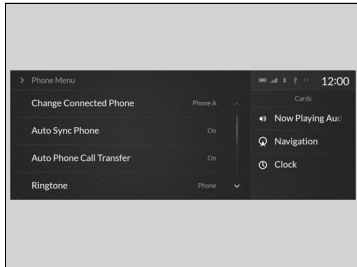 Phone Menu
12:00
Change Connected Phone
Phone A
Auto Sync Phone
On
Auto Phone Call Transfer
On
Ringtone
Phone
Cards
Now Playing Aud
Navigation
Clock